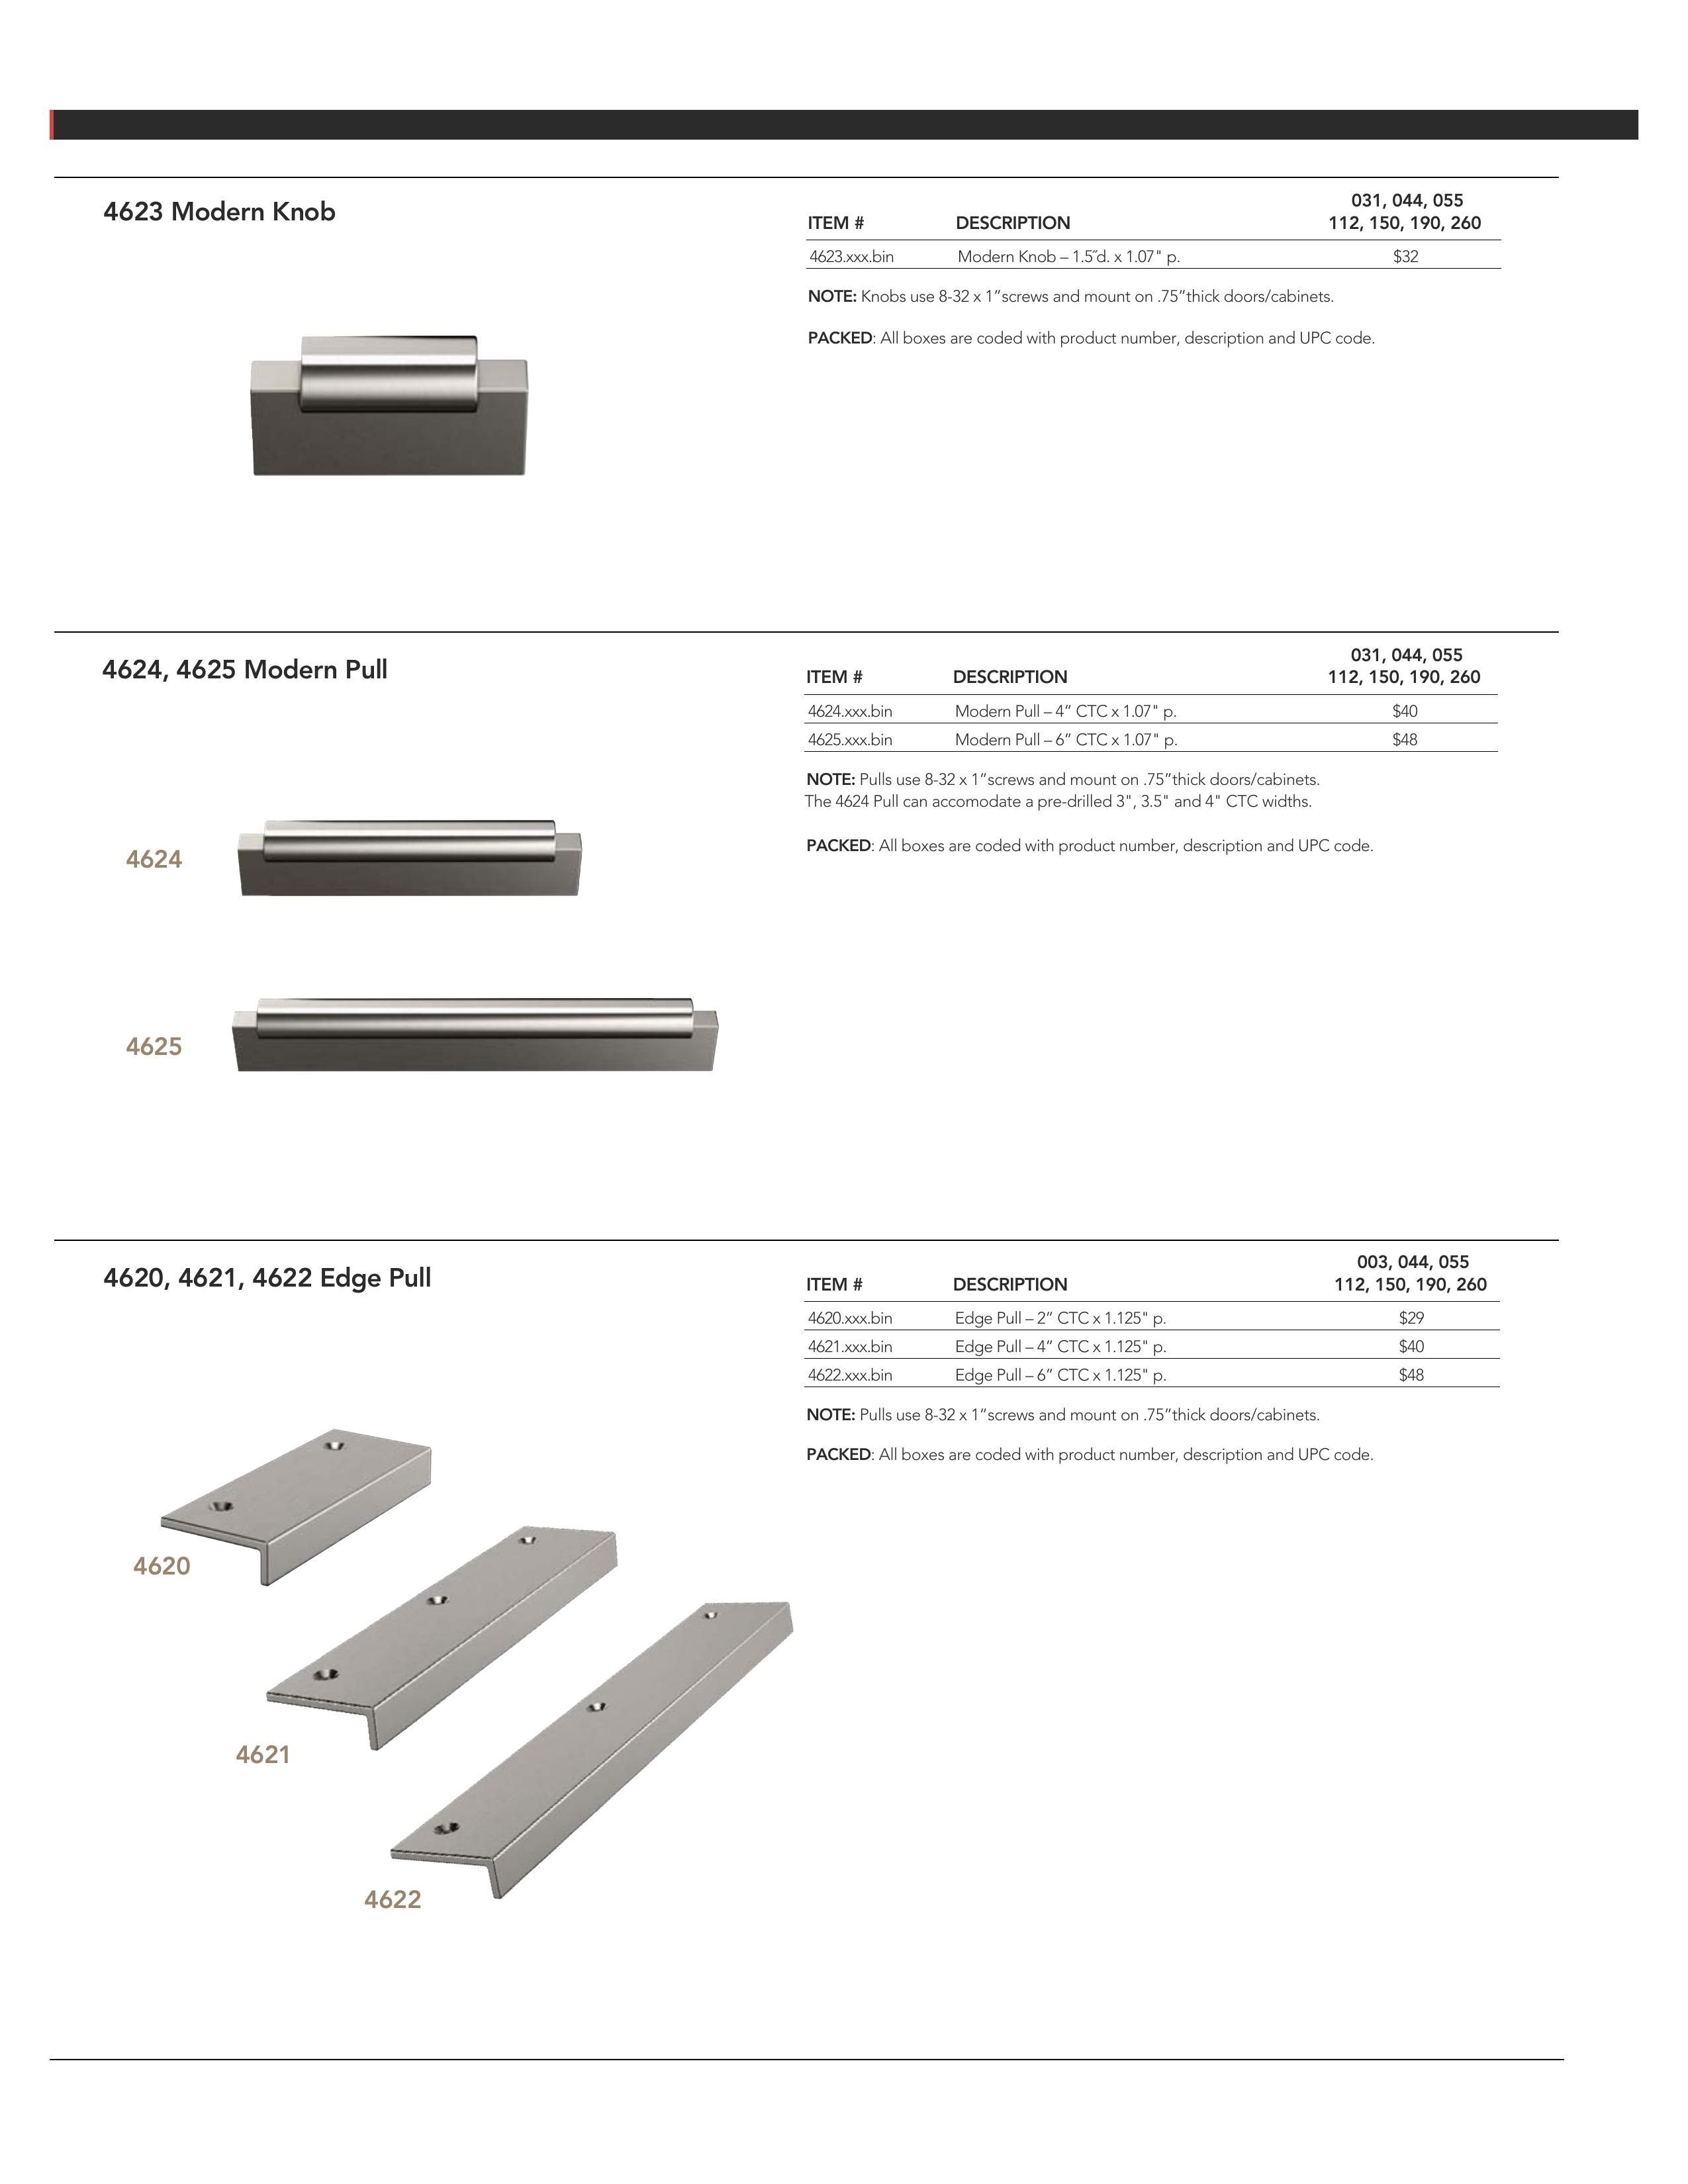 4623 Modern Knob
031, 044, 055
ITEM # DESCRIPTION 112, 150, 190, 260
4623.xxx.bin Modern Knob – 1.5˝d. x 1.07" p. $32
NOTE: Knobs use 8-32 x 1”screws and mount on .75”thick doors/cabinets.
PACKED: All boxes are coded with product number, description and UPC code.
4624, 4625 Modern Pull
031, 044, 055
ITEM # DESCRIPTION 112, 150, 190, 260
4624.xxx.bin Modern Pull – 4” CTC x 1.07" p. $40
4625.xxx.bin Modern Pull – 6” CTC x 1.07" p. $48
NOTE: Pulls use 8-32 x 1”screws and mount on .75”thick doors/cabinets.
The 4624 Pull can accomodate a pre-drilled 3", 3.5" and 4" CTC widths.
PACKED: All boxes are coded with product number, description and UPC code.
4624
4625
4620, 4621, 4622 Edge Pull
003, 044, 055
ITEM # DESCRIPTION 112, 150, 190, 260
4620.xxx.bin Edge Pull – 2” CTC x 1.125" p. $29
4621.xxx.bin Edge Pull – 4” CTC x 1.125" p. $40
4622.xxx.bin Edge Pull – 6” CTC x 1.125" p. $48
NOTE: Pulls use 8-32 x 1”screws and mount on .75”thick doors/cabinets.
PACKED: All boxes are coded with product number, description and UPC code.
4620
4621
4622